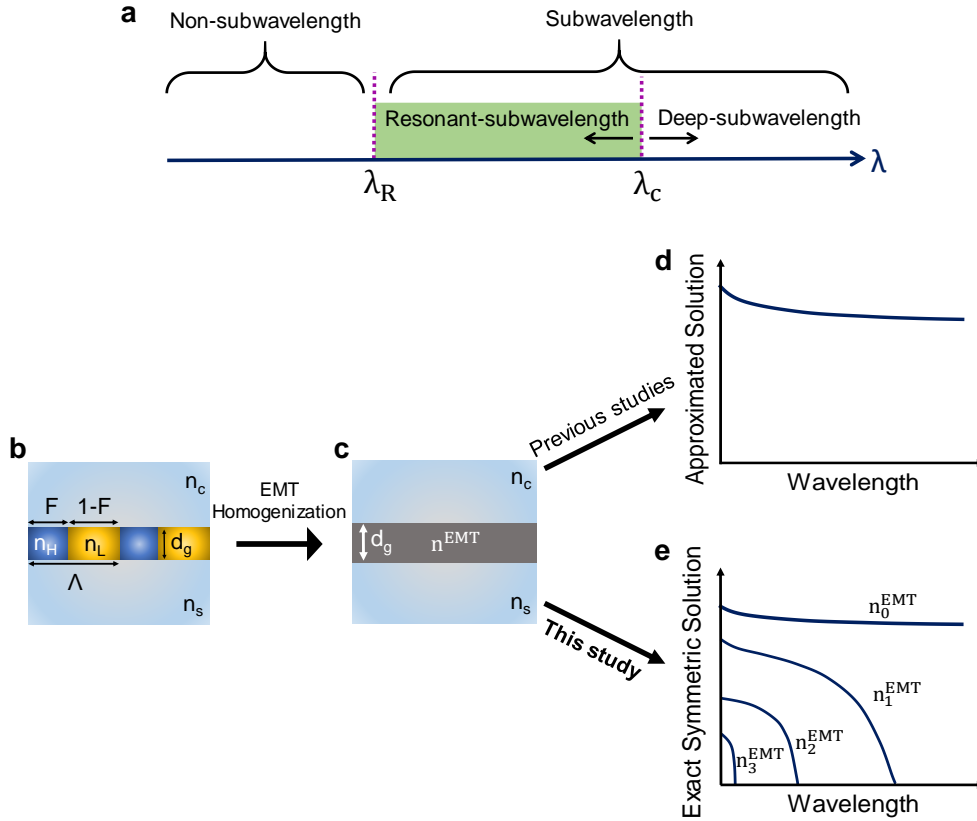 a
Non-subwavelength
Subwavelength
Resonant-subwavelength
Deep-subwavelength
λ
λR
λc
b
nc
F
1-F
nH
nL
dg
Λ
ns
EMT
Homogenization
c
nc
dg
nEMT
ns
Previous studies
This study
d
Approximated Solution
Wavelength
e
Exact Symmetric Solution
n0EMT
n1EMT
n2EMT
n3EMT
Wavelength